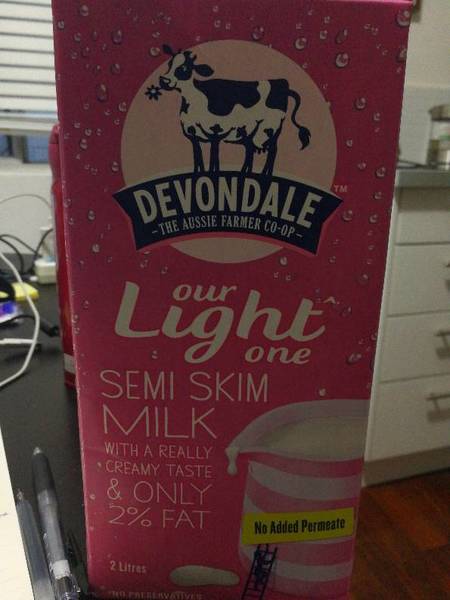 DEVONDALE TM
-THE AUSSIE FARMER CO-OP-
our
Light^
one
SEMI SKIM
MILK
WITH A REALLY
CREAMY TASTE
& ONLY
2% FAT
No Added Permeate
2 Litres
NO PRESERVATIVES